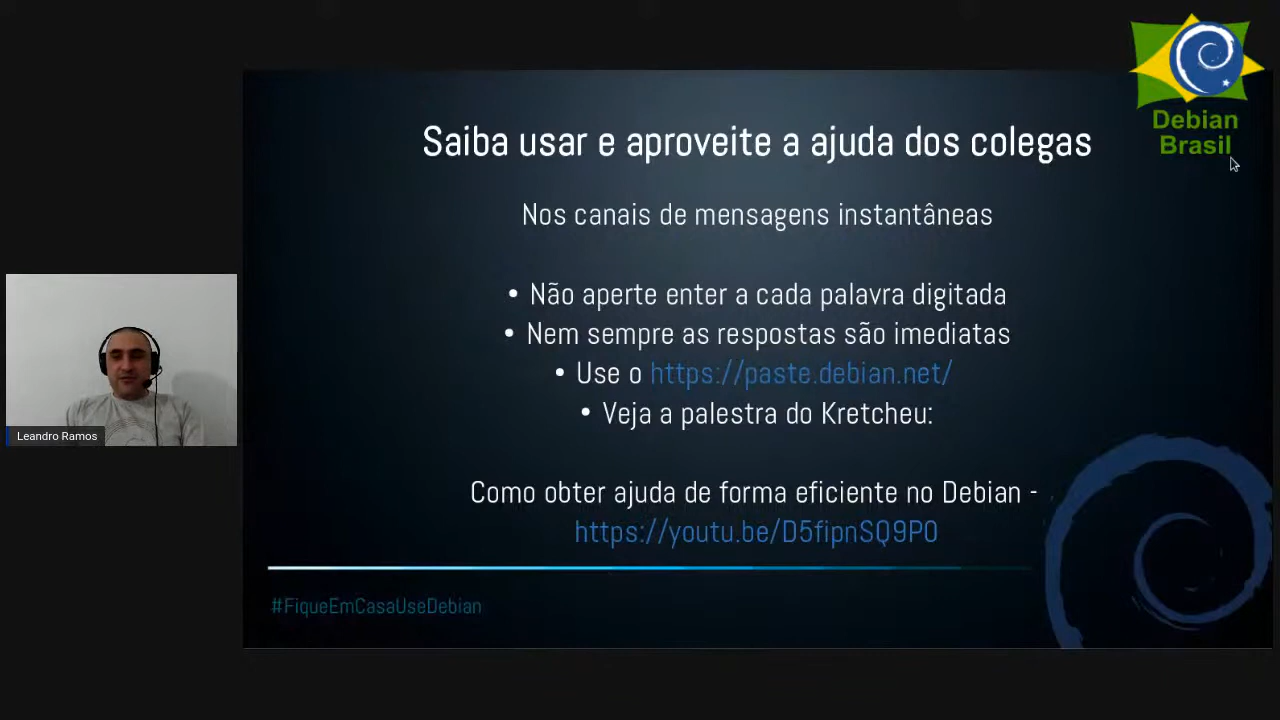 Debian
Brasil
Saiba usar e aproveite a ajuda dos colegas
Nos canais de mensagens instantâneas
• Não aperte enter a cada palavra digitada
• Nem sempre as respostas são imediatas
• Use o https://paste.debian.net/
• Veja a palestra do Kretcheu:
Como obter ajuda de forma eficiente no Debian -
https://youtu.be/D5fipnSQ9P0
#FiqueEmCasaUseDebian
Leandro Ramos